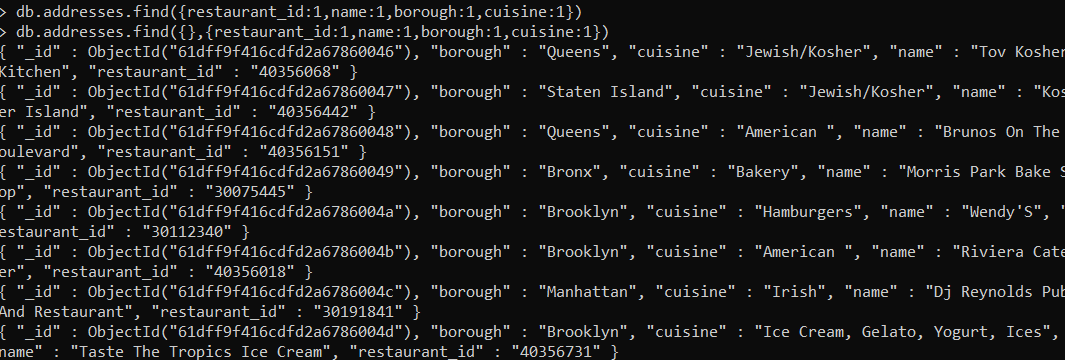 > db.addresses.find({restaurant_id:1,name:1,borough:1,cuisine:1})
> db.addresses.find({},{restaurant_id:1,name:1,borough:1,cuisine:1})
{ "_id" : ObjectId("61dff9f416cdfd2a67860046"), "borough" : "Queens", "cuisine" : "Jewish/Kosher", "name" : "Tov Kosher
Kitchen", "restaurant_id" : "40356068" }
{ "_id" : ObjectId("61dff9f416cdfd2a67860047"), "borough" : "Staten Island", "cuisine" : "Jewish/Kosher", "name" : "Kos
er Island", "restaurant_id" : "40356442" }
{ "_id" : ObjectId("61dff9f416cdfd2a67860048"), "borough" : "Queens", "cuisine" : "American ", "name" : "Brunos On The
oulevard", "restaurant_id" : "40356151" }
{ "_id" : ObjectId("61dff9f416cdfd2a67860049"), "borough" : "Bronx", "cuisine" : "Bakery", "name" : "Morris Park Bake S
op", "restaurant_id" : "30075445" }
{ "_id" : ObjectId("61dff9f416cdfd2a6786004a"), "borough" : "Brooklyn", "cuisine" : "Hamburgers", "name" : "Wendy'S", "
estaurant_id" : "30112340" }
{ "_id" : ObjectId("61dff9f416cdfd2a6786004b"), "borough" : "Brooklyn", "cuisine" : "American ", "name" : "Riviera Cate
er", "restaurant_id" : "40356018" }
{ "_id" : ObjectId("61dff9f416cdfd2a6786004c"), "borough" : "Manhattan", "cuisine" : "Irish", "name" : "Dj Reynolds Pub
And Restaurant", "restaurant_id" : "30191841" }
{ "_id" : ObjectId("61dff9f416cdfd2a6786004d"), "borough" : "Brooklyn", "cuisine" : "Ice Cream, Gelato, Yogurt, Ices",
name" : "Taste The Tropics Ice Cream", "restaurant_id" : "40356731" }